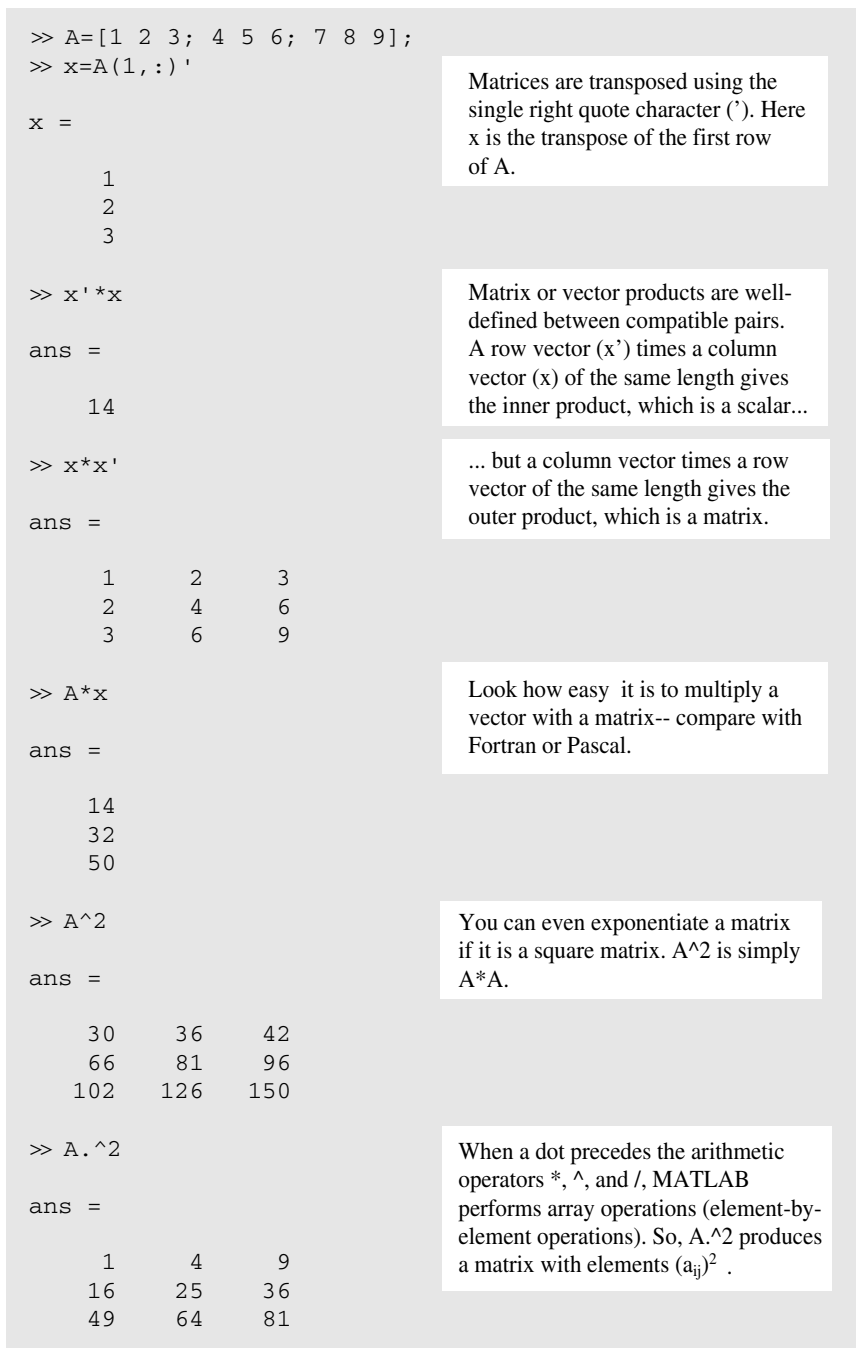 >> A=[1 2 3; 4 5 6; 7 8 9];
>> x=A(1,:)'
x =
1
2
3
Matrices are transposed using the
single right quote character (’). Here
x is the transpose of the first row
of A.
>> x'*x
ans =
14
Matrix or vector products are well-
defined between compatible pairs.
A row vector (x’) times a column
vector (x) of the same length gives
the inner product, which is a scalar...
>> x*x'
ans =
1 2 3
2 4 6
3 6 9
... but a column vector times a row
vector of the same length gives the
outer product, which is a matrix.
>> A*x
ans =
14
32
50
Look how easy it is to multiply a
vector with a matrix-- compare with
Fortran or Pascal.
>> A^2
ans =
30 36 42
66 81 96
102 126 150
You can even exponentiate a matrix
if it is a square matrix. A^2 is simply
A*A.
>> A.^2
ans =
1 4 9
16 25 36
49 64 81
When a dot precedes the arithmetic
operators *, ^, and /, MATLAB
performs array operations (element-by-
element operations). So, A.^2 produces
a matrix with elements (aᵢⱼ)² .